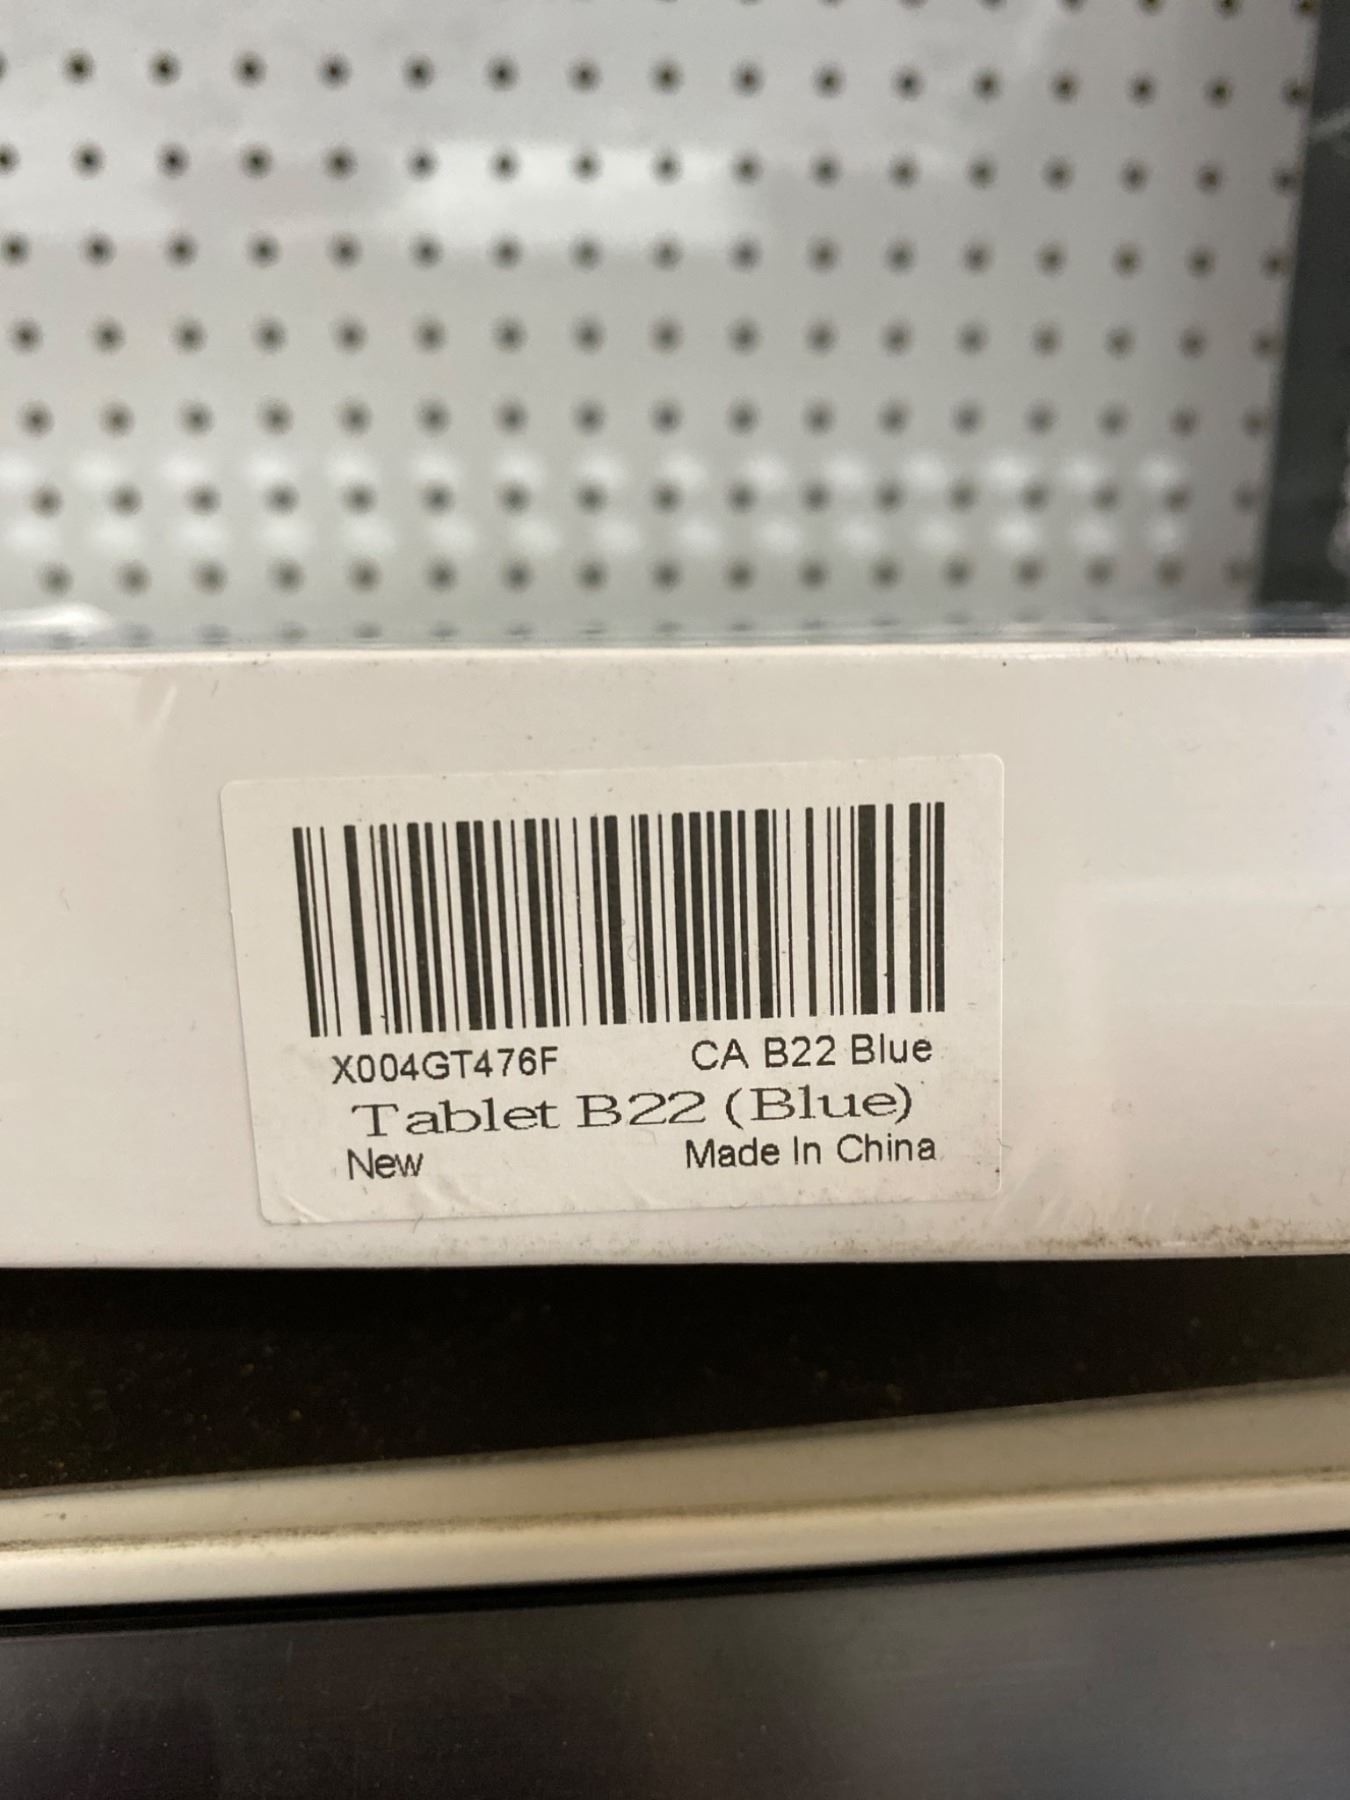 X004GT476F CA B22 Blue
Tablet B22 (Blue)
New Made In China